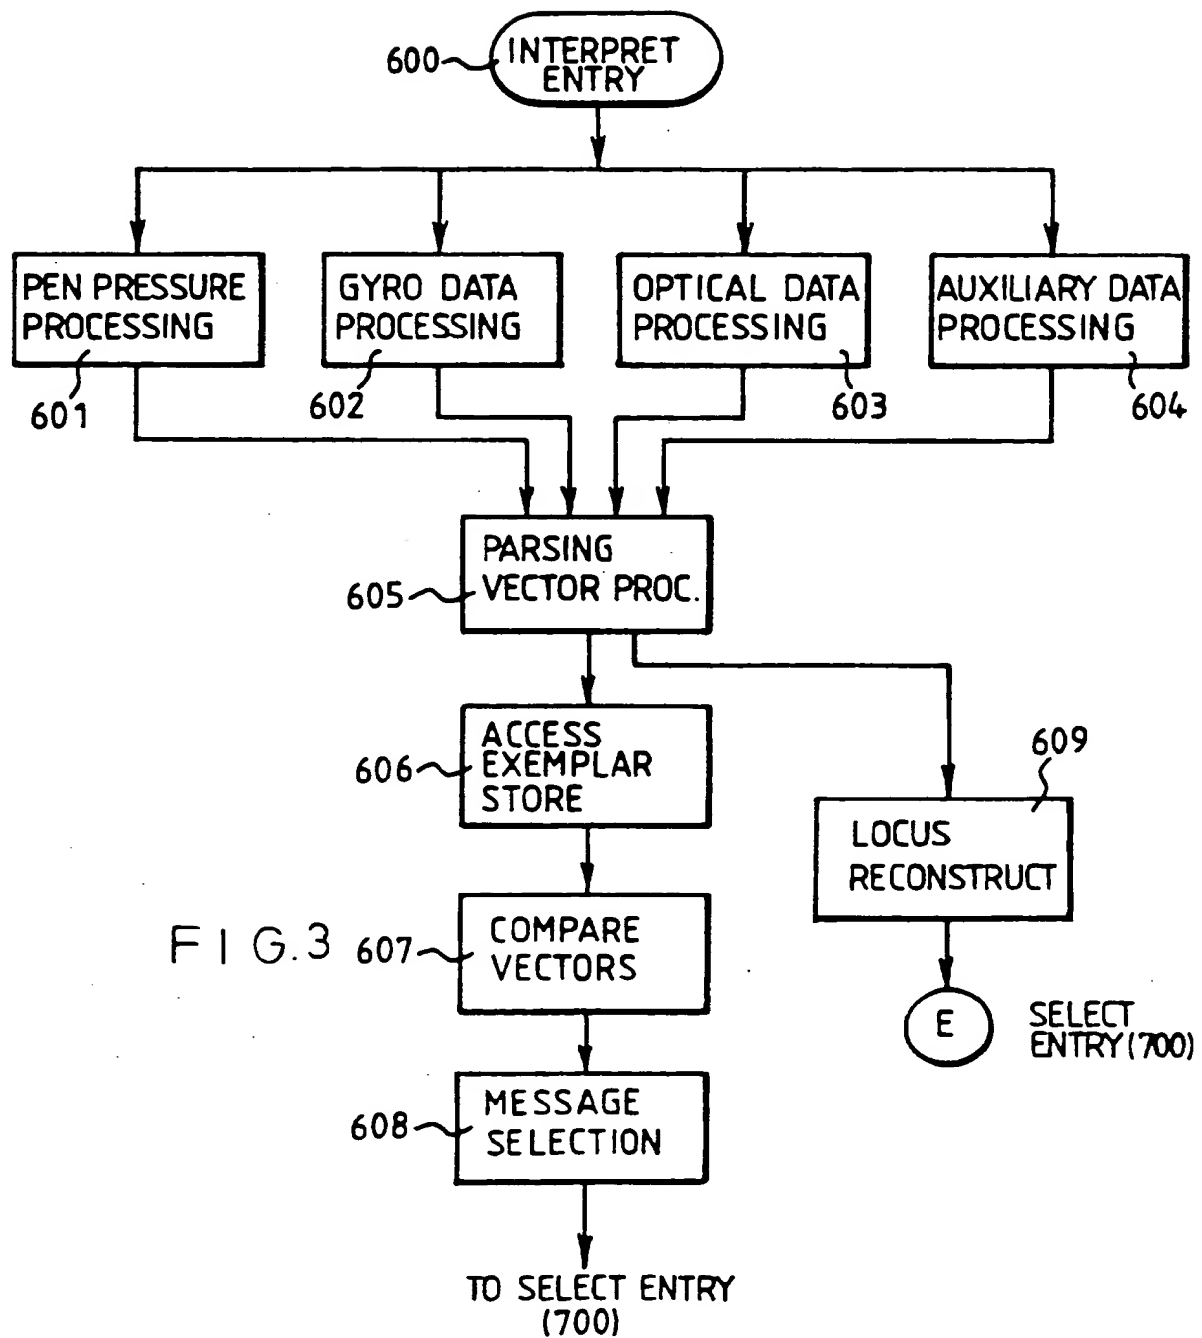 INTERPRET
ENTRY
600
PEN PRESSURE
PROCESSING
601
GYRO DATA
PROCESSING
602
OPTICAL DATA
PROCESSING
603
AUXILIARY DATA
PROCESSING
604
PARSING
VECTOR PROC.
605
ACCESS
EXEMPLAR
STORE
606
609
LOCUS
RECONSTRUCT
FIG.3
COMPARE
VECTORS
607
E
SELECT
ENTRY (700)
MESSAGE
SELECTION
608
TO SELECT ENTRY
(700)